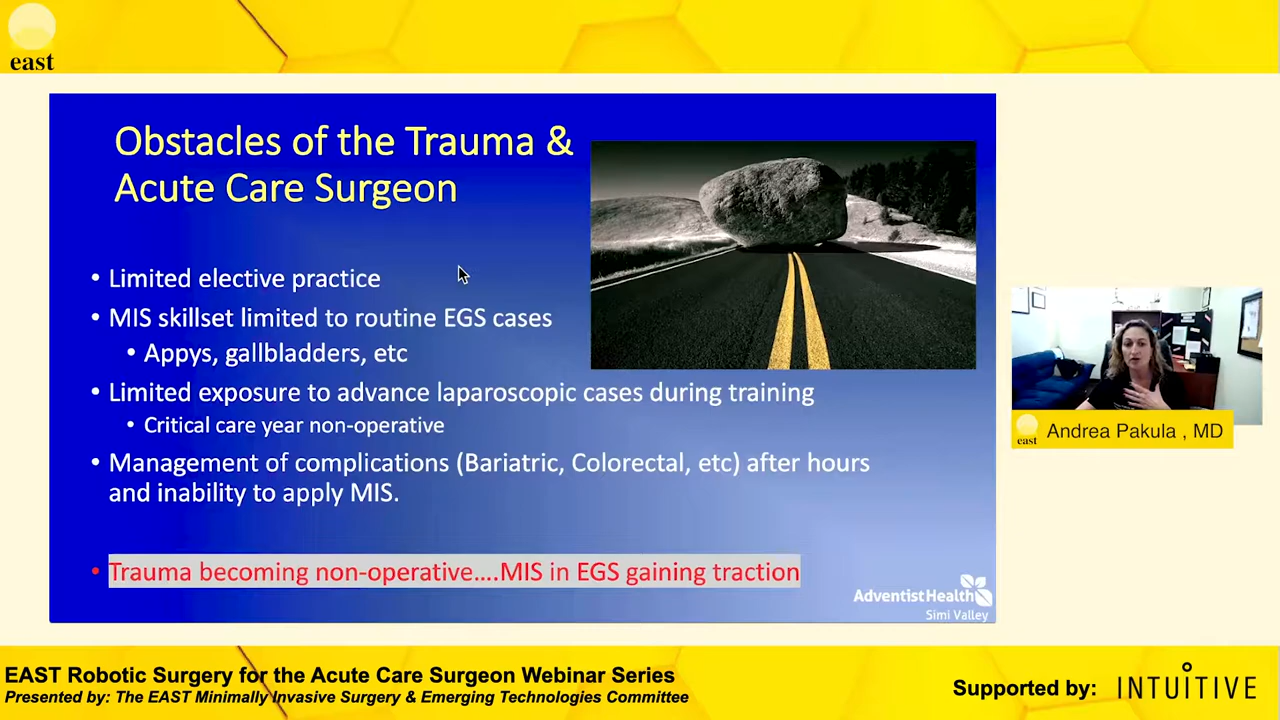 east
Obstacles of the Trauma &
Acute Care Surgeon
• Limited elective practice
• MIS skillset limited to routine EGS cases
• Appys, gallbladders, etc
• Limited exposure to advance laparoscopic cases during training
• Critical care year non-operative
• Management of complications (Bariatric, Colorectal, etc) after hours
and inability to apply MIS.
• Trauma becoming non-operative....MIS in EGS gaining traction
AdventistHealth
Simi Valley
east
Andrea Pakula , MD
EAST Robotic Surgery for the Acute Care Surgeon Webinar Series
Presented by: The EAST Minimally Invasive Surgery & Emerging Technologies Committee
Supported by: INTUITIVE